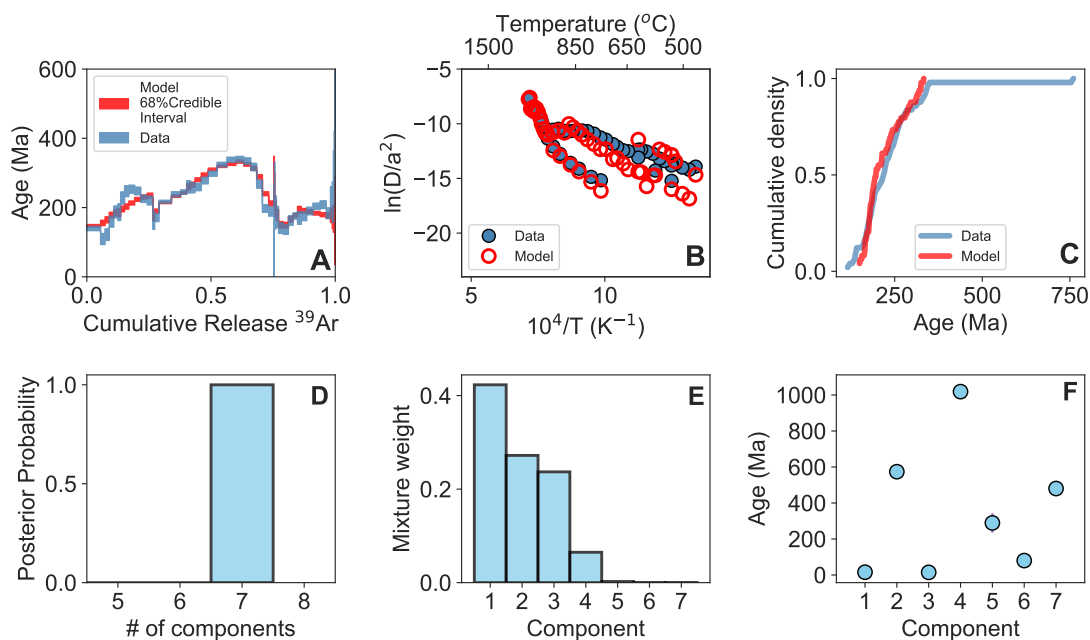 600
400
200
0
Age (Ma)
Model
68%Credible
Interval
Data
A
0.0
0.5
1.0
Cumulative Release ³⁹Ar
Temperature (°C)
1500
850
650
500
−5
−10
−15
−20
ln(D/a²)
Data
Model
B
5
10
10⁴/T (K⁻¹)
1.0
0.5
0.0
Cumulative density
Data
Model
C
250
500
750
Age (Ma)
1.0
0.5
0.0
Posterior Probability
D
5
6
7
8
# of components
0.4
0.2
0.0
Mixture weight
E
1
2
3
4
5
6
7
Component
1000
800
600
400
200
0
Age (Ma)
F
1
2
3
4
5
6
7
Component